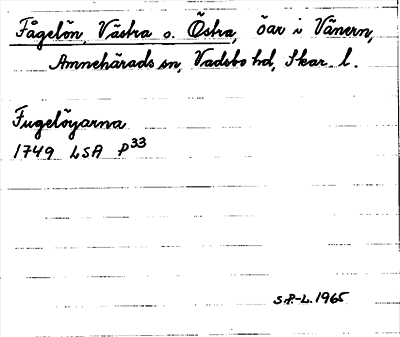 Fågelön, Västra o. Östra, öar i Vänern,
Amnehärads sn, Vadsbo hd, Skar. l.
Fugelöyarna
1749 LSA P33
S.P.-L. 1965